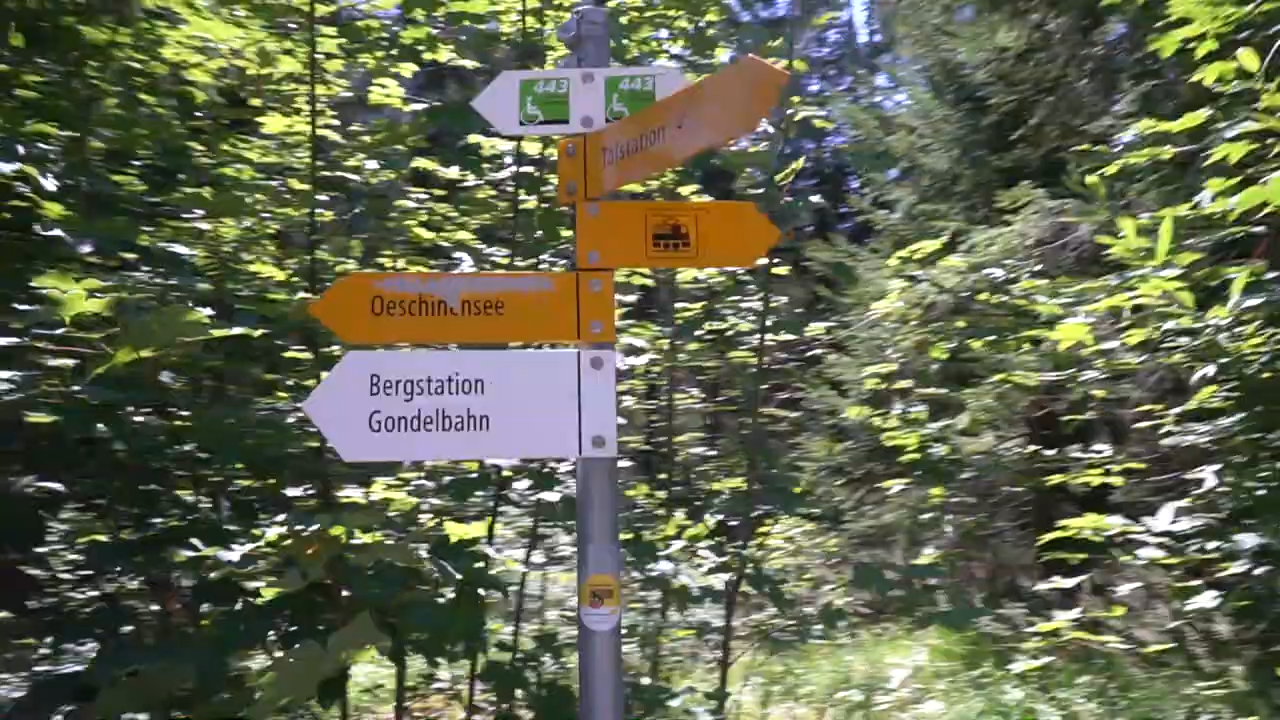 443 443
Talstation
Oeschinensee
Bergstation
Gondelbahn